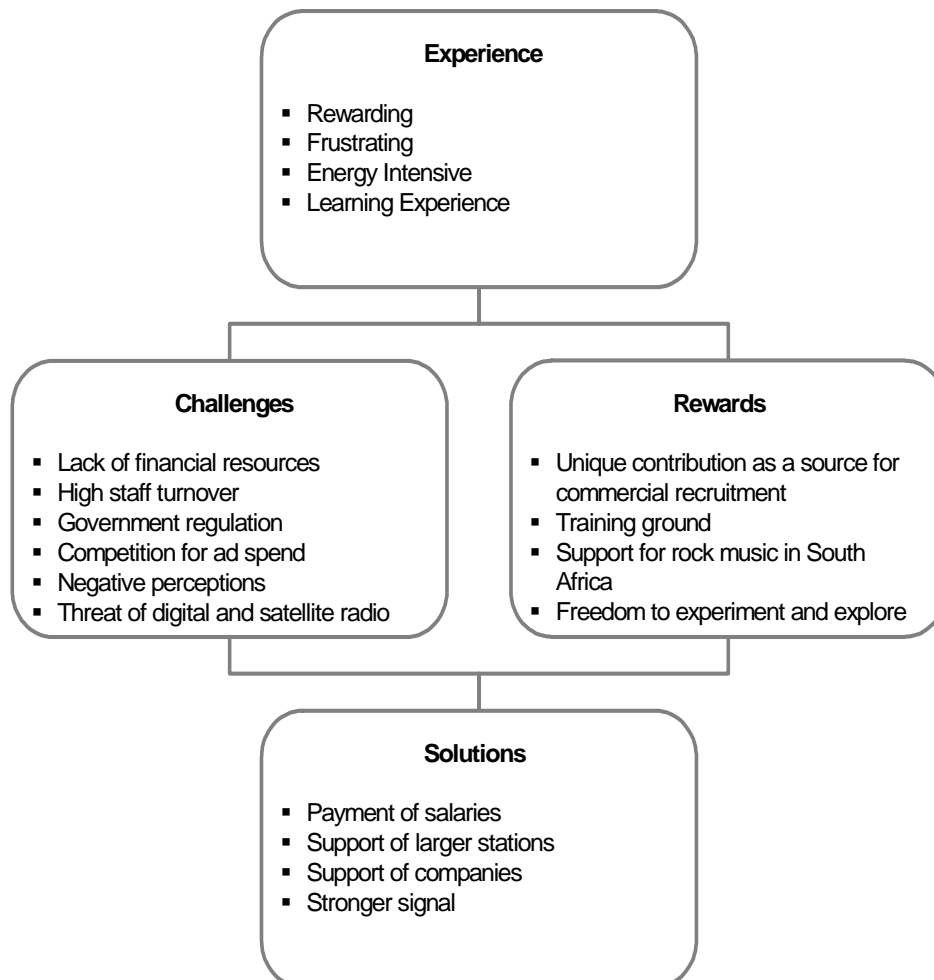 Experience
▪ Rewarding
▪ Frustrating
▪ Energy Intensive
▪ Learning Experience
Challenges
▪ Lack of financial resources
▪ High staff turnover
▪ Government regulation
▪ Competition for ad spend
▪ Negative perceptions
▪ Threat of digital and satellite radio
Rewards
▪ Unique contribution as a source for
commercial recruitment
▪ Training ground
▪ Support for rock music in South
Africa
▪ Freedom to experiment and explore
Solutions
▪ Payment of salaries
▪ Support of larger stations
▪ Support of companies
▪ Stronger signal